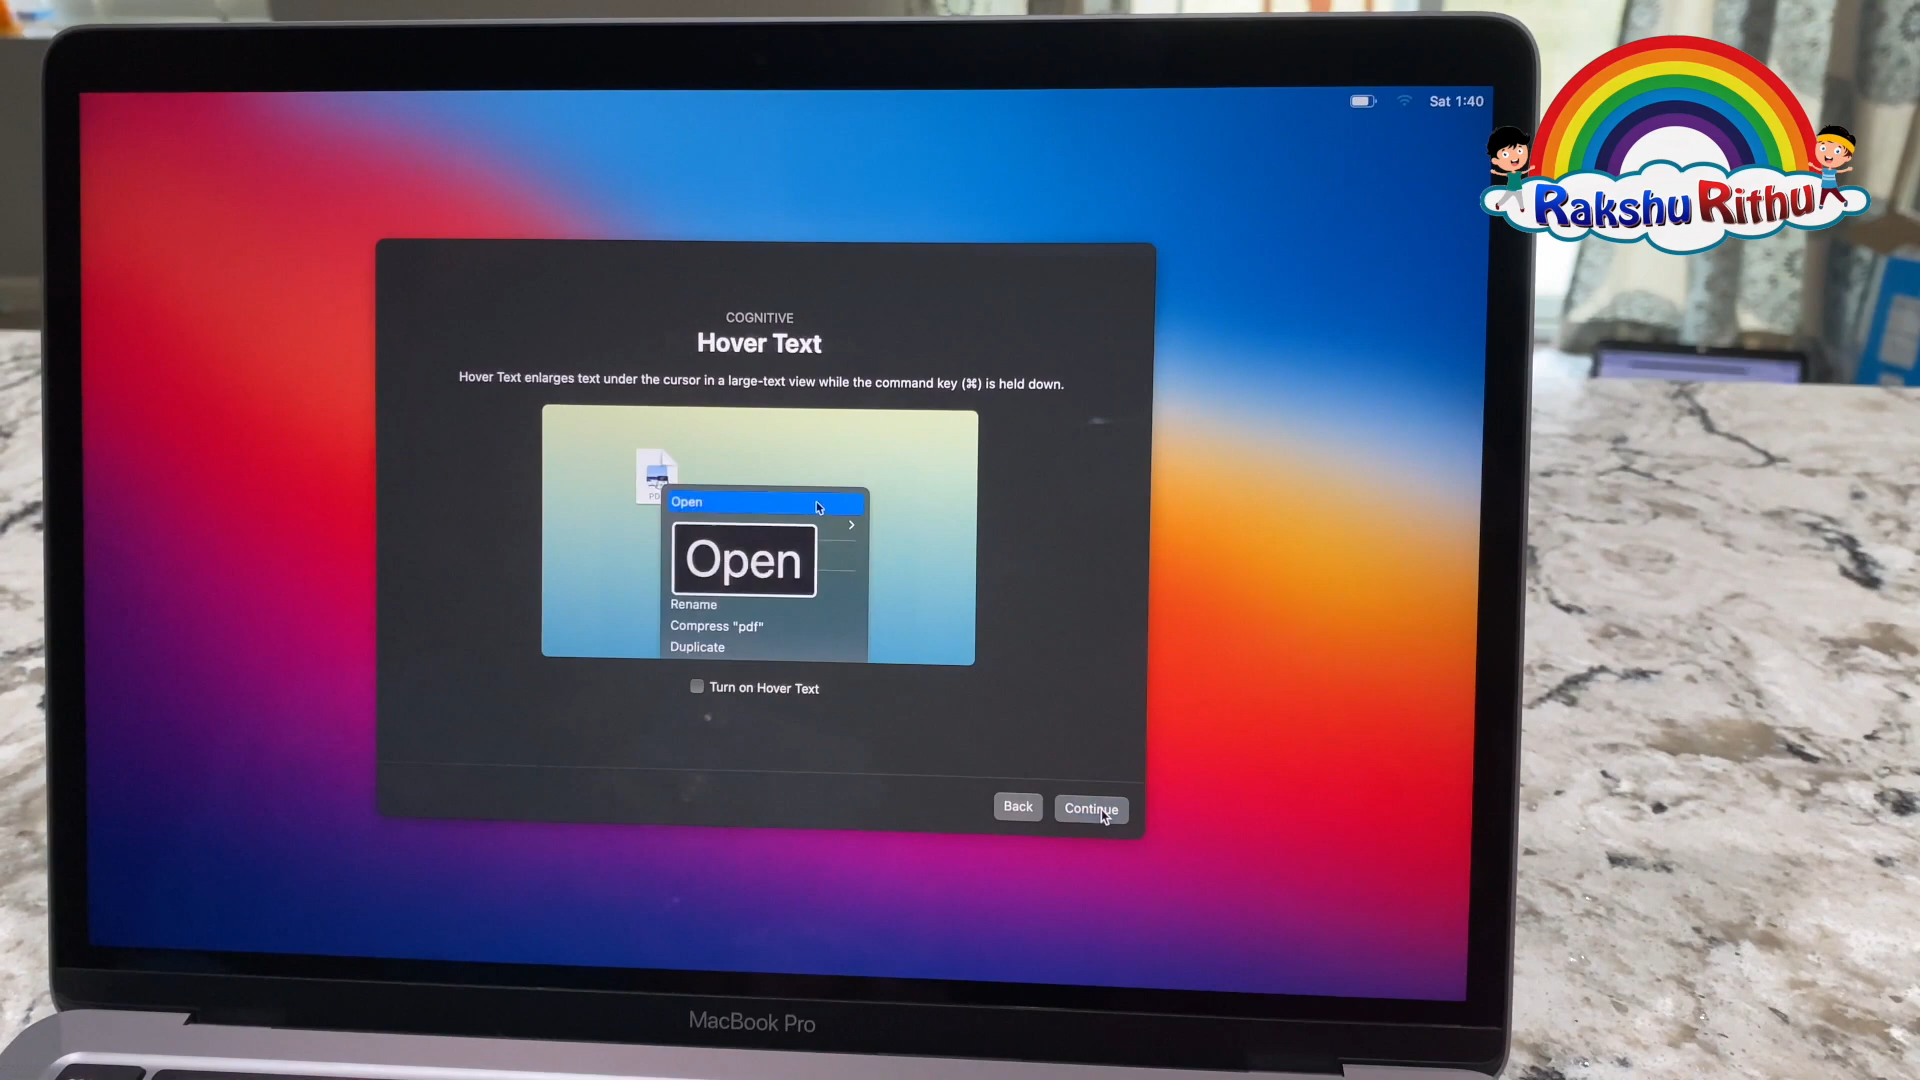 Sat 1:40
Rakshu Rithu
COGNITIVE
Hover Text
Hover Text enlarges text under the cursor in a large-text view while the command key (⌘) is held down.
Open
Open
Rename
Compress "pdf"
Duplicate
Turn on Hover Text
Back
Continue
MacBook Pro